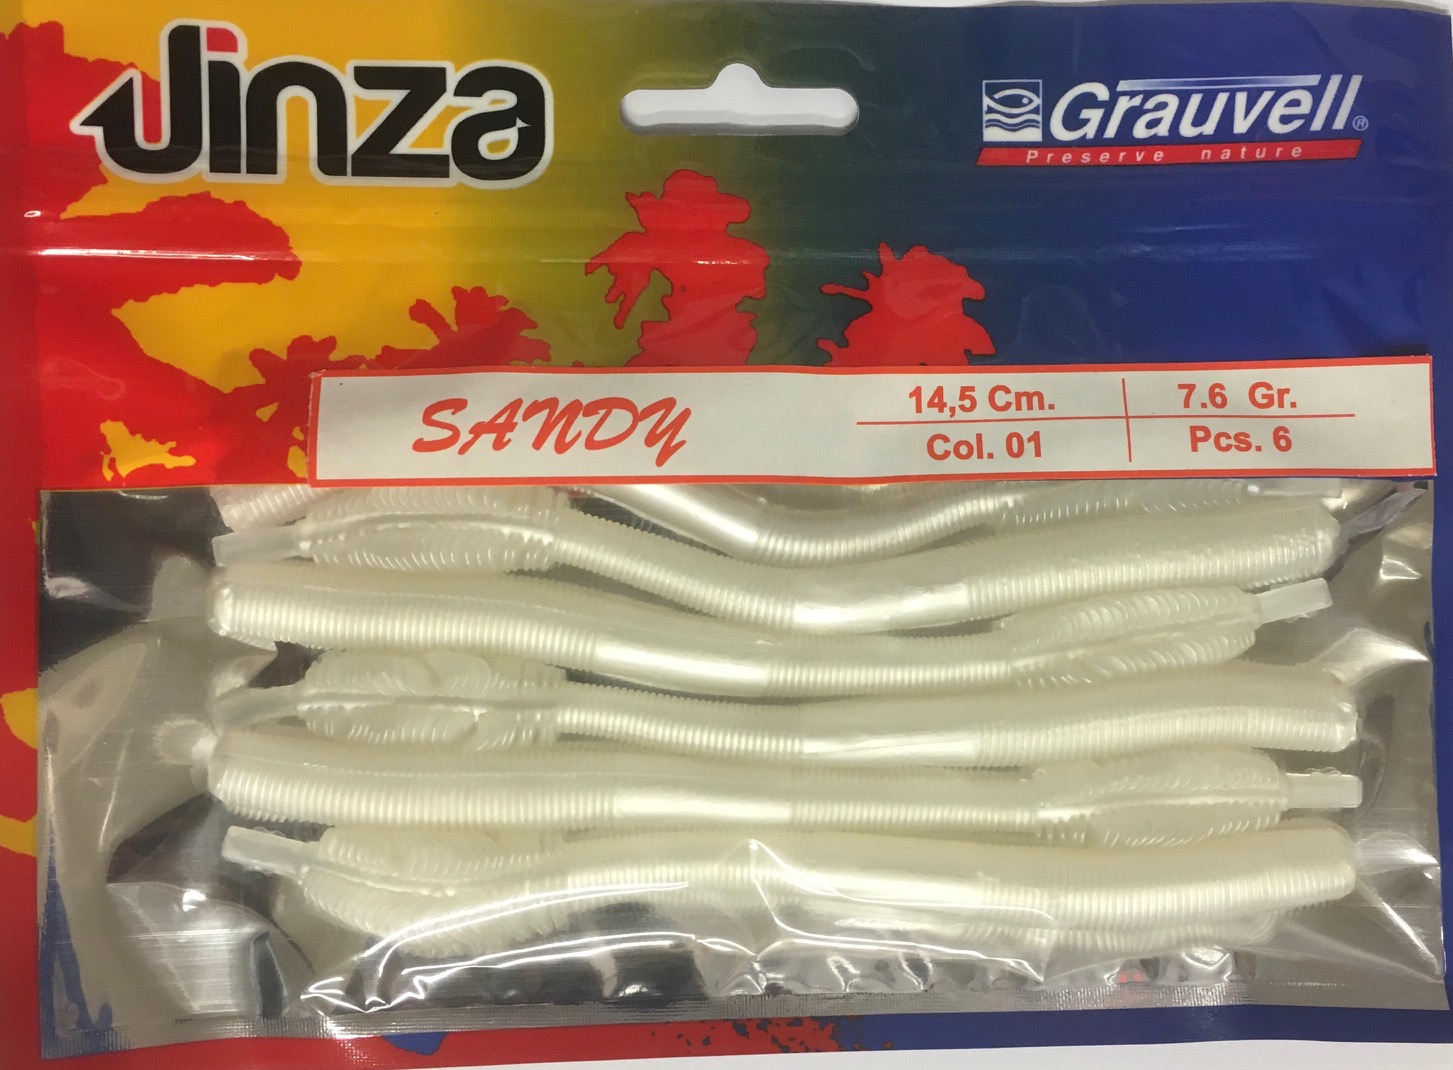 Jinza
Grauvell®
Preserve nature
SANDY
14,5 Cm.
7.6 Gr.
Col. 01
Pcs. 6